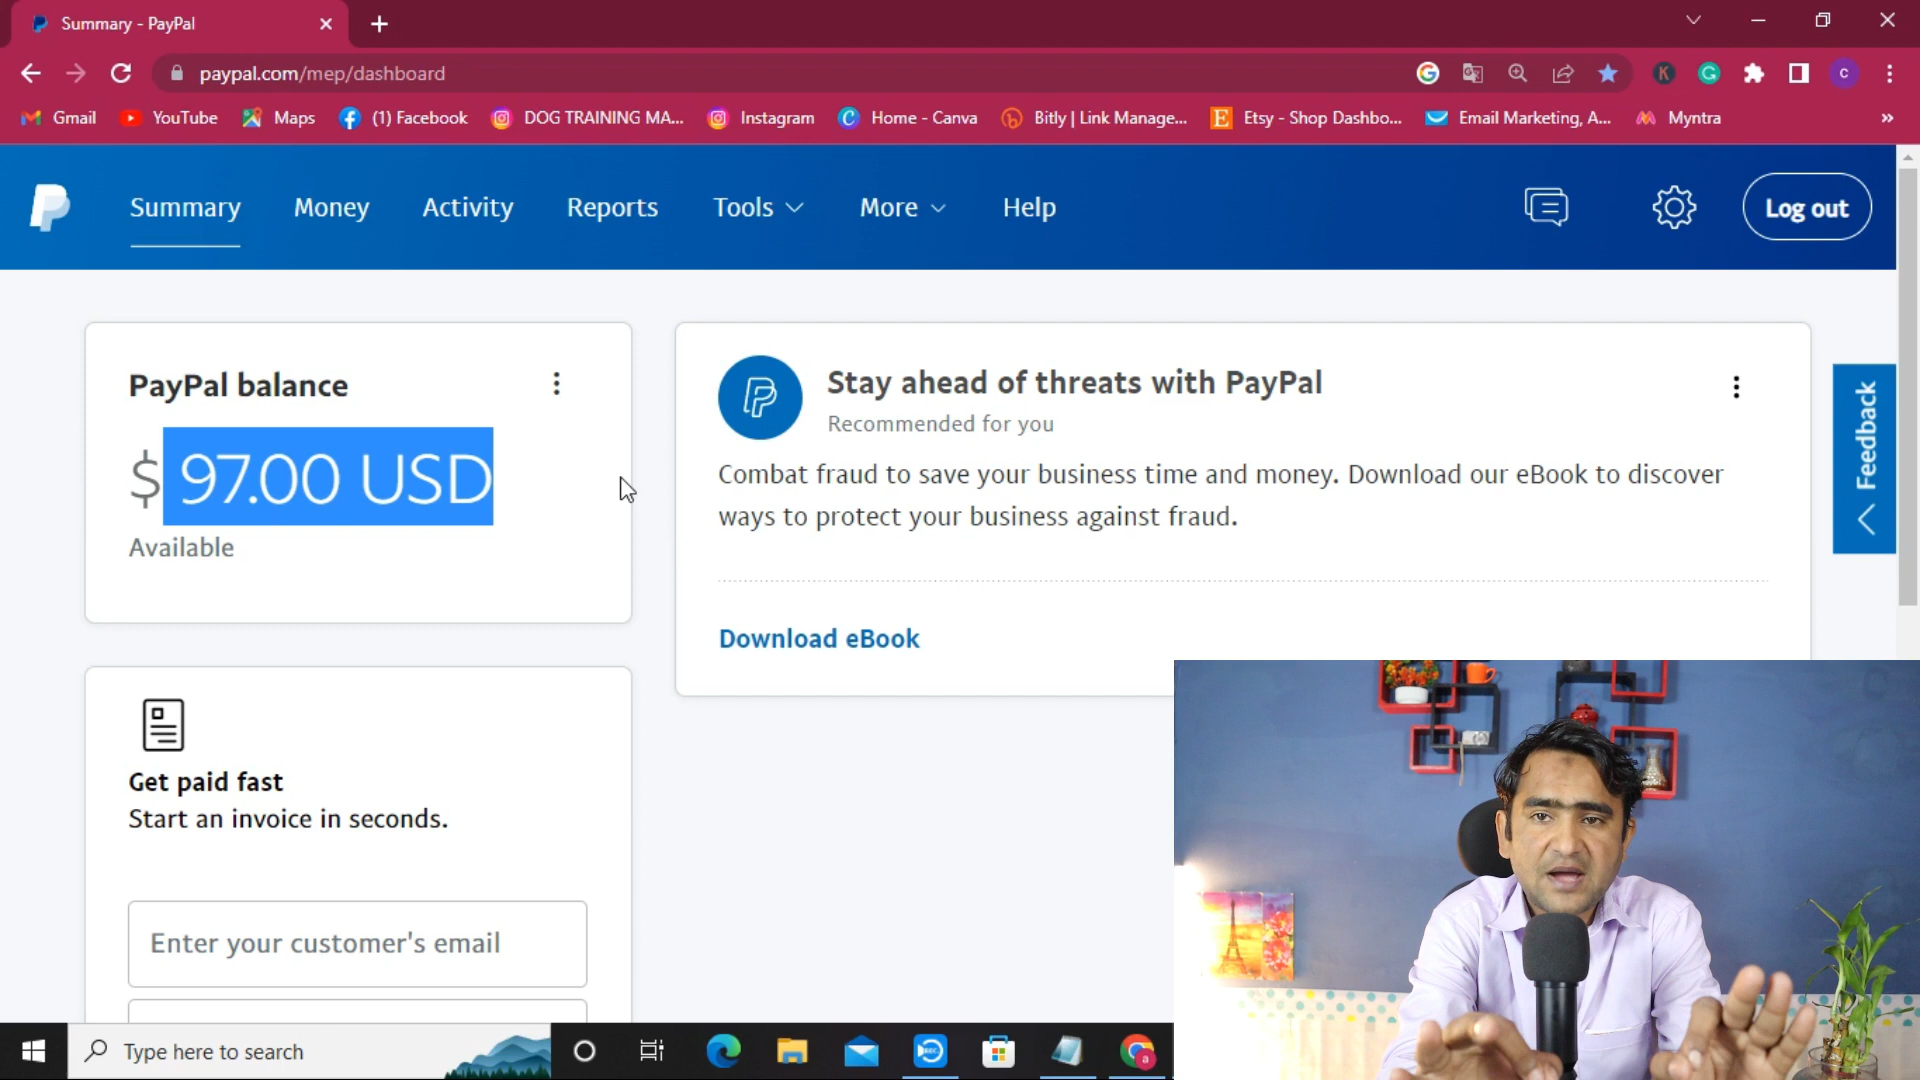 Summary - PayPal
paypal.com/mep/dashboard
Gmail
YouTube
Maps
(1) Facebook
DOG TRAINING MA...
Instagram
Home - Canva
Bitly | Link Manage...
Etsy - Shop Dashbo...
Email Marketing, A...
Myntra
Summary
Money
Activity
Reports
Tools
More
Help
Log out
PayPal balance
$ 97.00 USD
Available
Stay ahead of threats with PayPal
Recommended for you
Combat fraud to save your business time and money. Download our eBook to discover
ways to protect your business against fraud.
Download eBook
Feedback
Get paid fast
Start an invoice in seconds.
Enter your customer's email
Type here to search